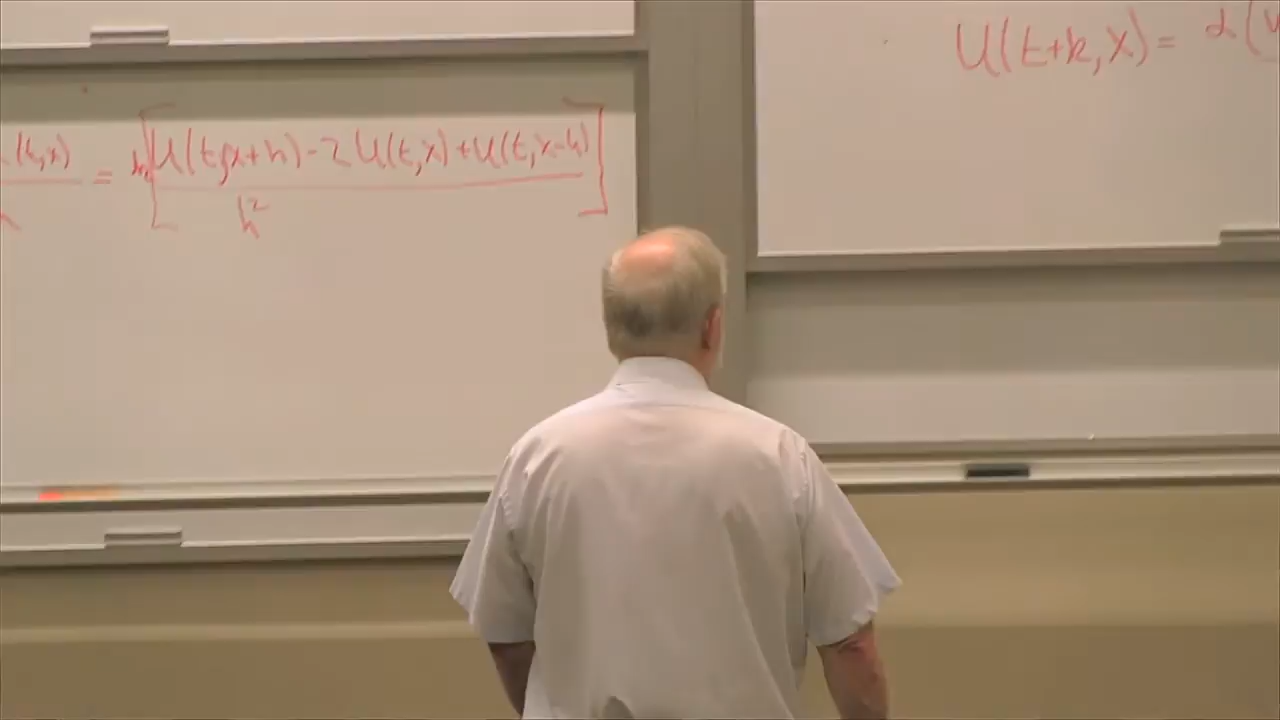 (k,x) = [U(t,x+h)-2U(t,x)+U(t,x-h)]
h²
U(t+k,x)= α(